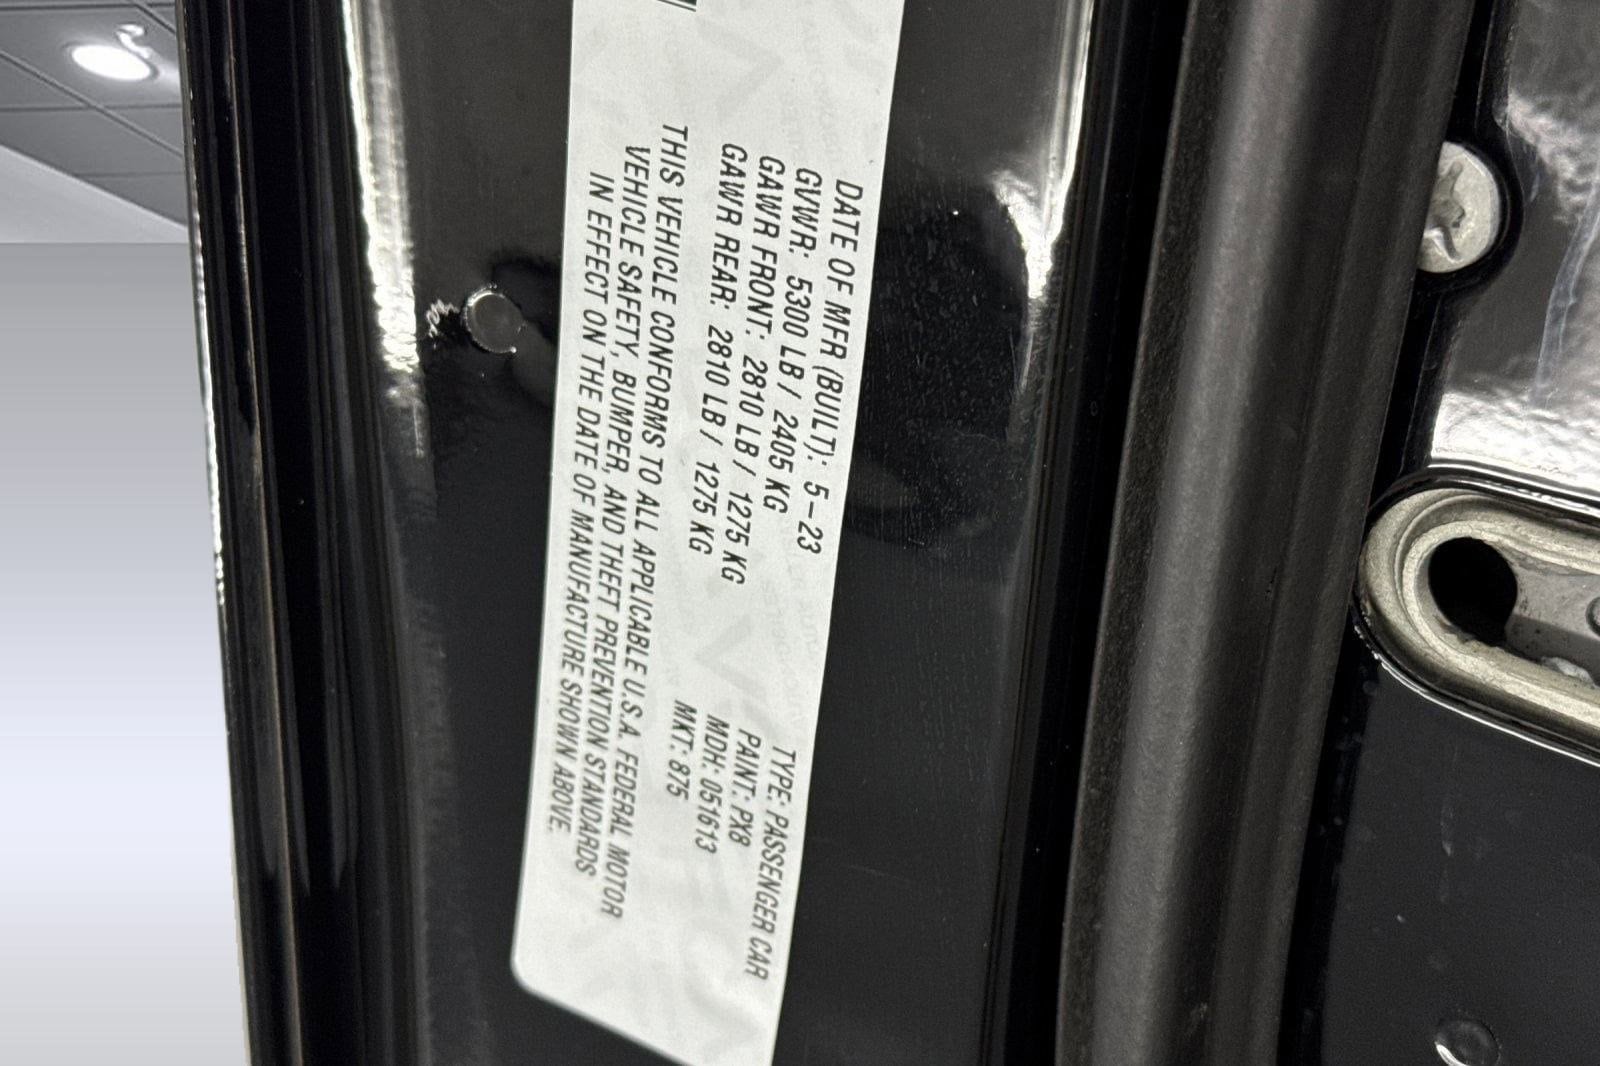 DATE OF MFR (BUILT): 5-23
GVWR: 5300 LB / 2405 KG
GAWR FRONT: 2810 LB / 1275 KG
GAWR REAR: 2810 LB / 1275 KG
TYPE: PASSENGER CAR
PAINT: PX8
MDH: 051613
MKT: 875
THIS VEHICLE CONFORMS TO ALL APPLICABLE U.S.A. FEDERAL MOTOR
VEHICLE SAFETY, BUMPER, AND THEFT PREVENTION STANDARDS
IN EFFECT ON THE DATE OF MANUFACTURE SHOWN ABOVE.